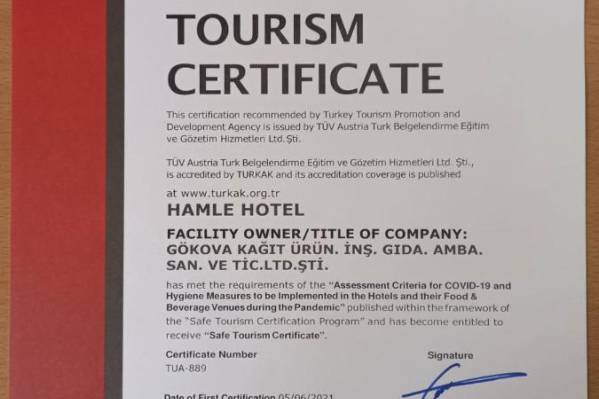 TOURISM
CERTIFICATE
This certification recommended by Turkey Tourism Promotion and
Development Agency is issued by TÜV Austria Turk Belgelendirme Eğitim
ve Gözetim Hizmetleri Ltd.Şti.
TÜV Austria Turk Belgelendirme Eğitim ve Gözetim Hizmetleri Ltd. Şti.,
is accredited by TURKAK and its accreditation coverage is published
at www.turkak.org.tr
HAMLE HOTEL
FACILITY OWNER/TITLE OF COMPANY:
GÖKOVA KAĞIT ÜRÜN. İNŞ. GIDA. AMBA.
SAN. VE TİC.LTD.ŞTİ.
has met the requirements of the "Assessment Criteria for COVID-19 and
Hygiene Measures to be Implemented in the Hotels and their Food &
Beverage Venues during the Pandemic" published within the framework of
the "Safe Tourism Certification Program" and has become entitled to
receive "Safe Tourism Certificate".
Certificate Number
Signature
TUA-889
Date of First Certification 05/06/2021